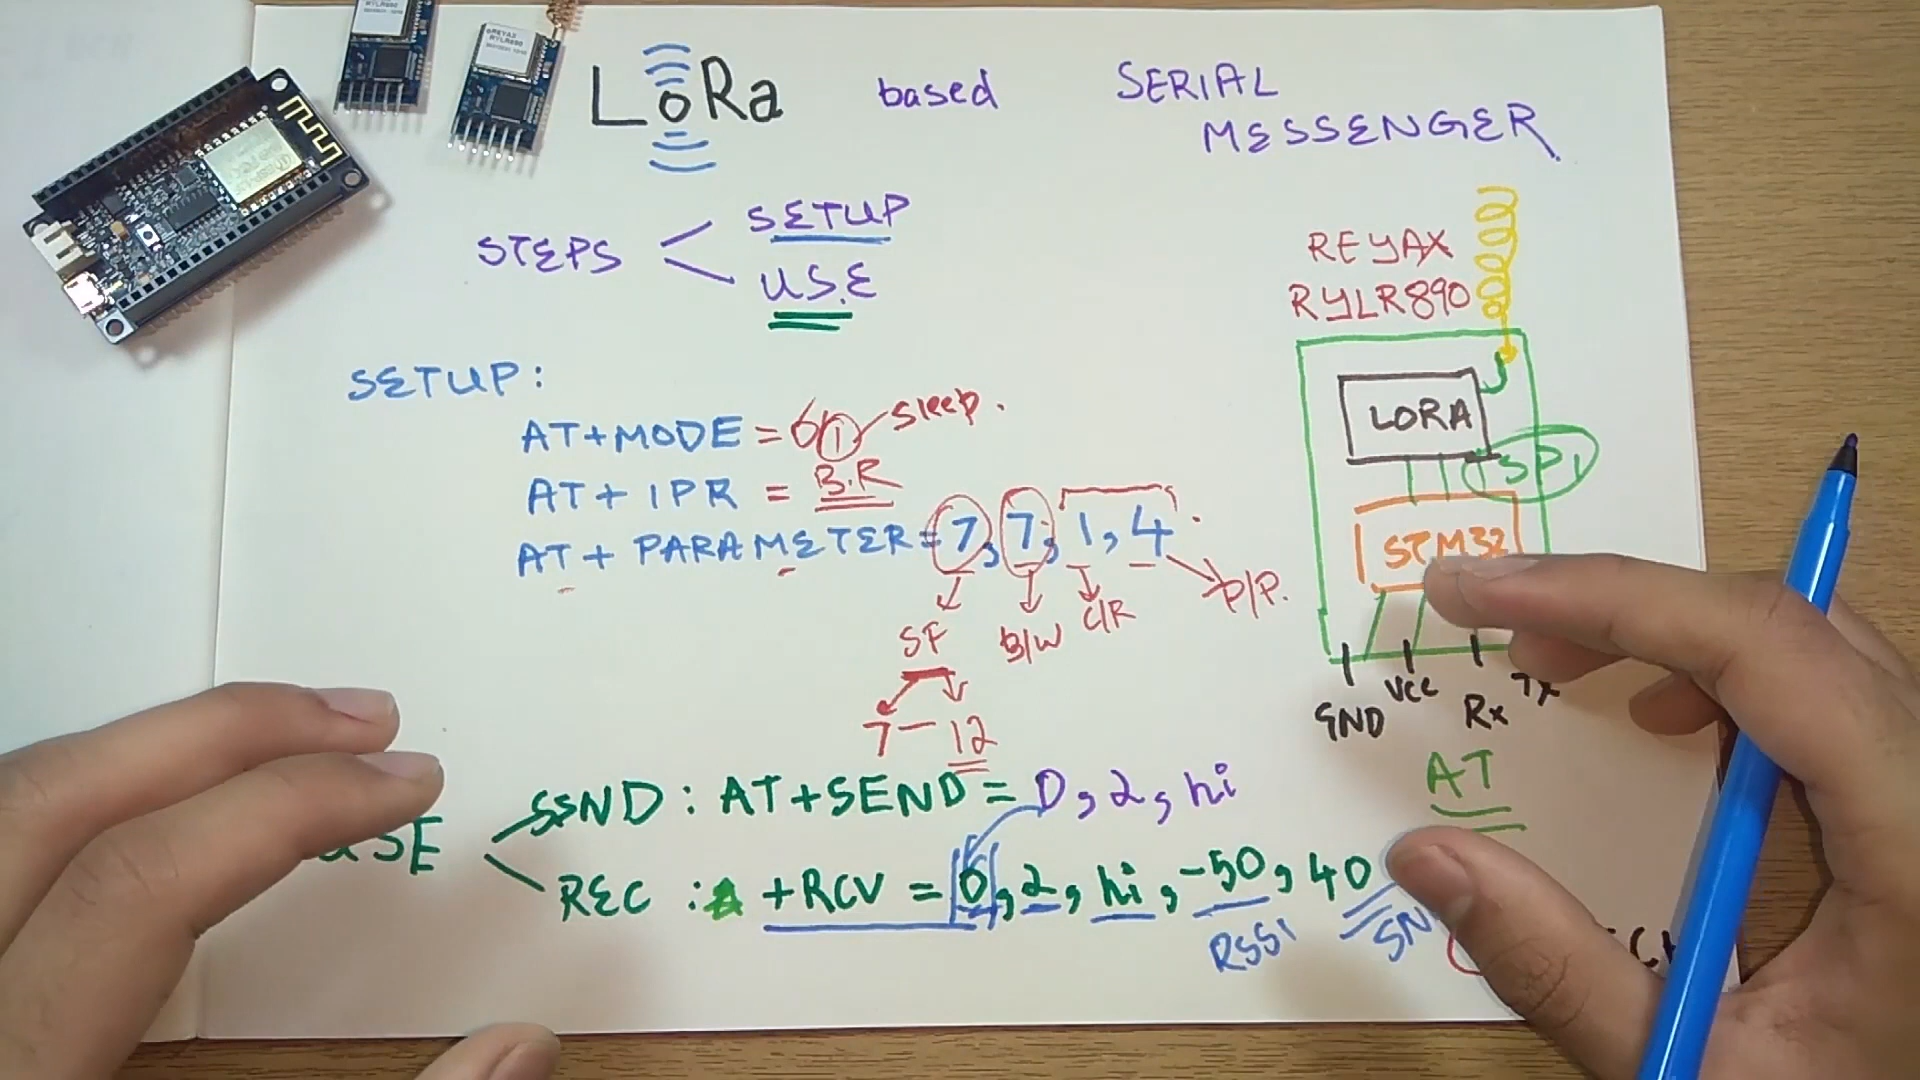 LoRa based SERIAL
MESSENGER
STEPS
SETUP
USE
REYAX
RYLR890
LORA
SPI
STM32
GND VCC Rx Tx
AT
SETUP:
AT+MODE = 0/1 sleep.
AT+IPR = B.R
AT+PARAMETER=7,7,1,4
SF B/W C/R P/P.
7-12
USE
SEND: AT+SEND=0,2,hi
REC: +RCV=0,2,hi,-50,40
RSSI
RYLR890